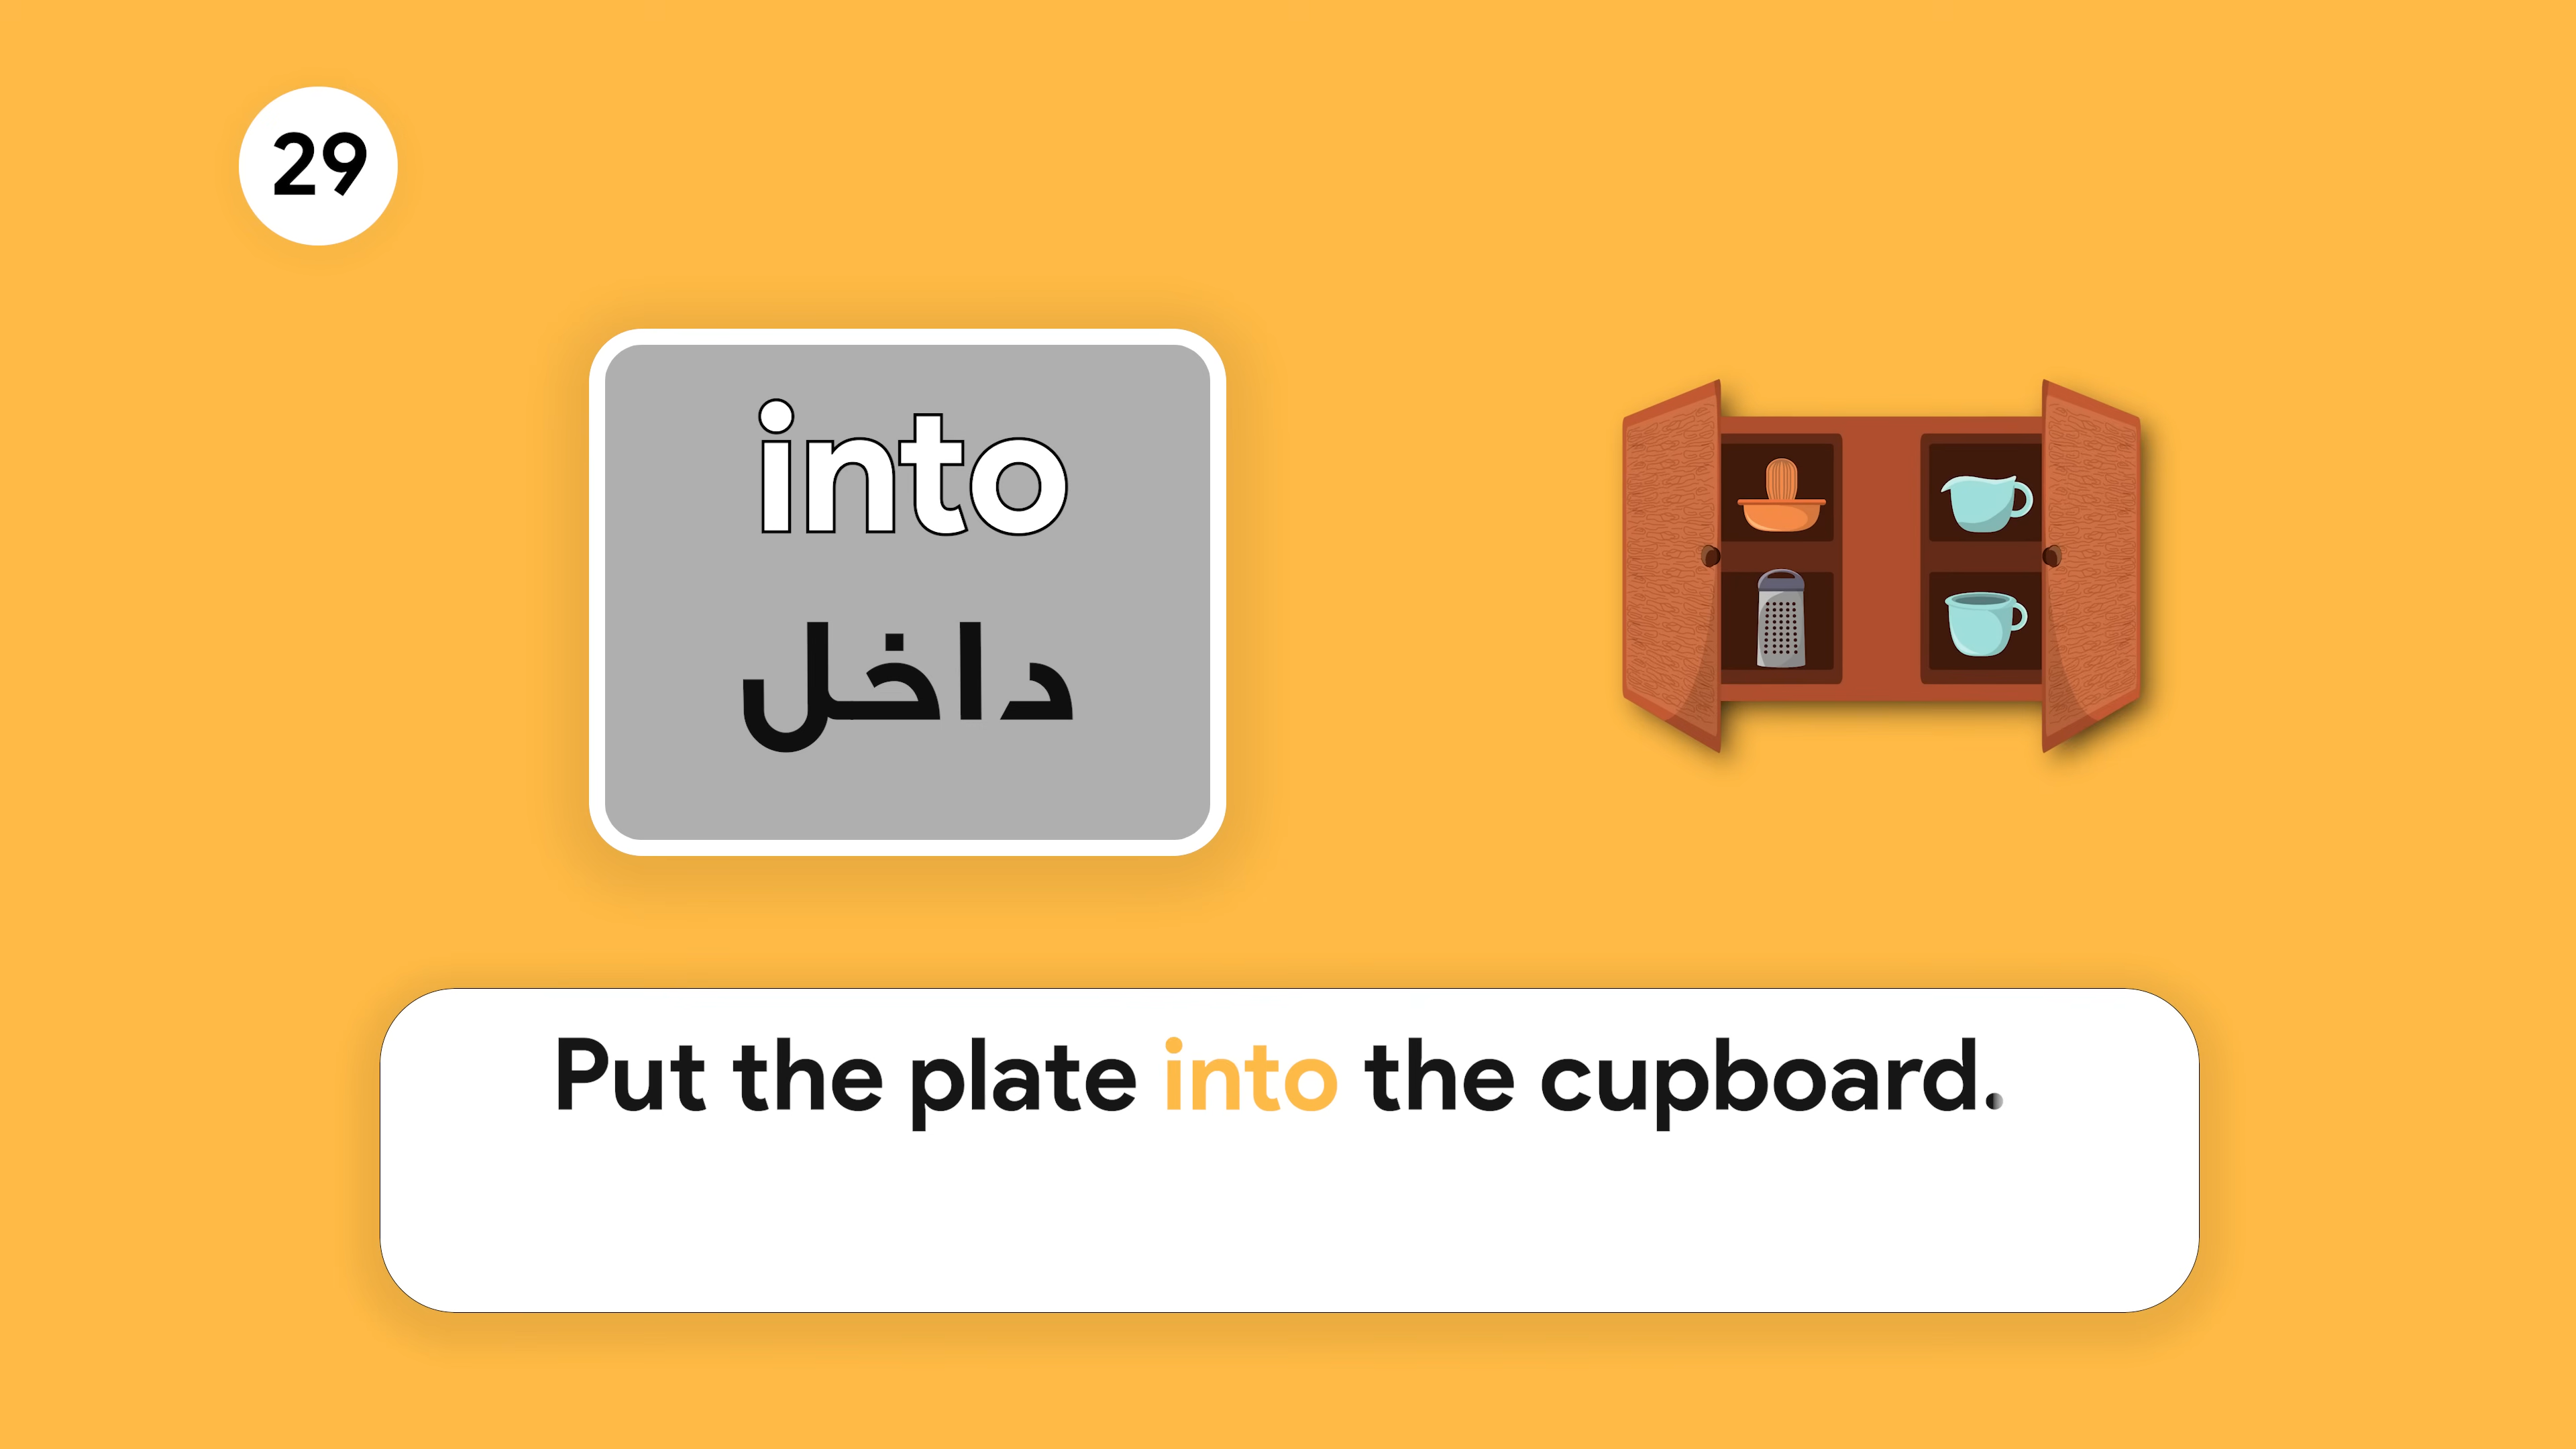 29
into
داخل
Put the plate into the cupboard.